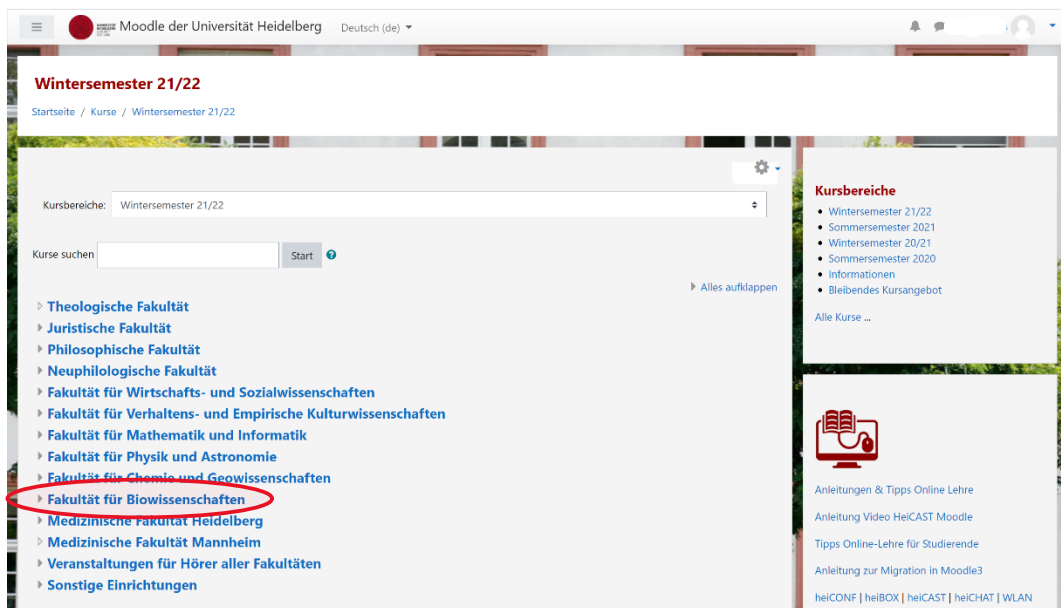 Moodle der Universität Heidelberg Deutsch (de)
Wintersemester 21/22
Startseite / Kurse / Wintersemester 21/22
Kursbereiche: Wintersemester 21/22
Kurse suchen Start
Alles aufklappen
Theologische Fakultät
Juristische Fakultät
Philosophische Fakultät
Neuphilologische Fakultät
Fakultät für Wirtschafts- und Sozialwissenschaften
Fakultät für Verhaltens- und Empirische Kulturwissenschaften
Fakultät für Mathematik und Informatik
Fakultät für Physik und Astronomie
Fakultät für Chemie und Geowissenschaften
Fakultät für Biowissenschaften
Medizinische Fakultät Heidelberg
Medizinische Fakultät Mannheim
Veranstaltungen für Hörer aller Fakultäten
Sonstige Einrichtungen
Kursbereiche
Wintersemester 21/22
Sommersemester 2021
Wintersemester 20/21
Sommersemester 2020
Informationen
Bleibendes Kursangebot
Alle Kurse ...
Anleitungen & Tipps Online Lehre
Anleitung Video HeiCAST Moodle
Tipps Online-Lehre für Studierende
Anleitung zur Migration in Moodle3
heiCONF | heiBOX | heiCAST | heiCHAT | WLAN